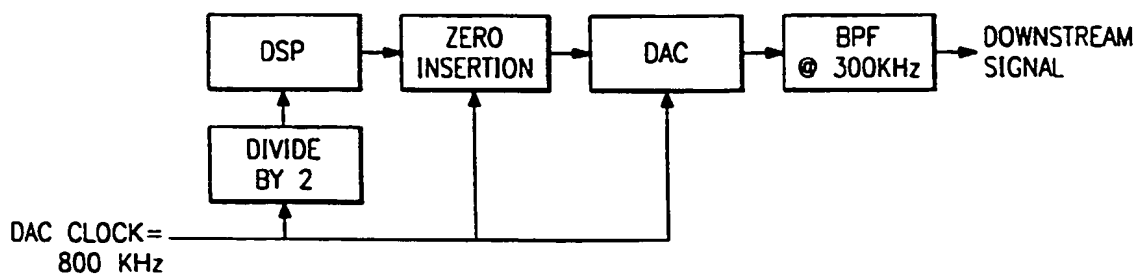 DSP
ZERO
INSERTION
DAC
BPF
@ 300KHz
DOWNSTREAM
SIGNAL
DIVIDE
BY 2
DAC CLOCK=
800 KHz